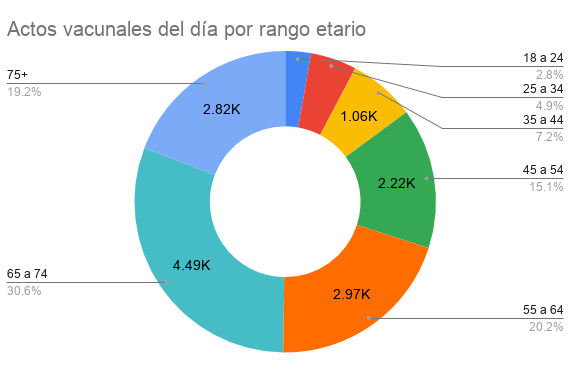 Actos vacunales del día por rango etario
18 a 24
2.8%
25 a 34
4.9%
35 a 44
7.2%
45 a 54
15.1%
55 a 64
20.2%
65 a 74
30.6%
75+
19.2%
1.06K
2.22K
2.97K
4.49K
2.82K